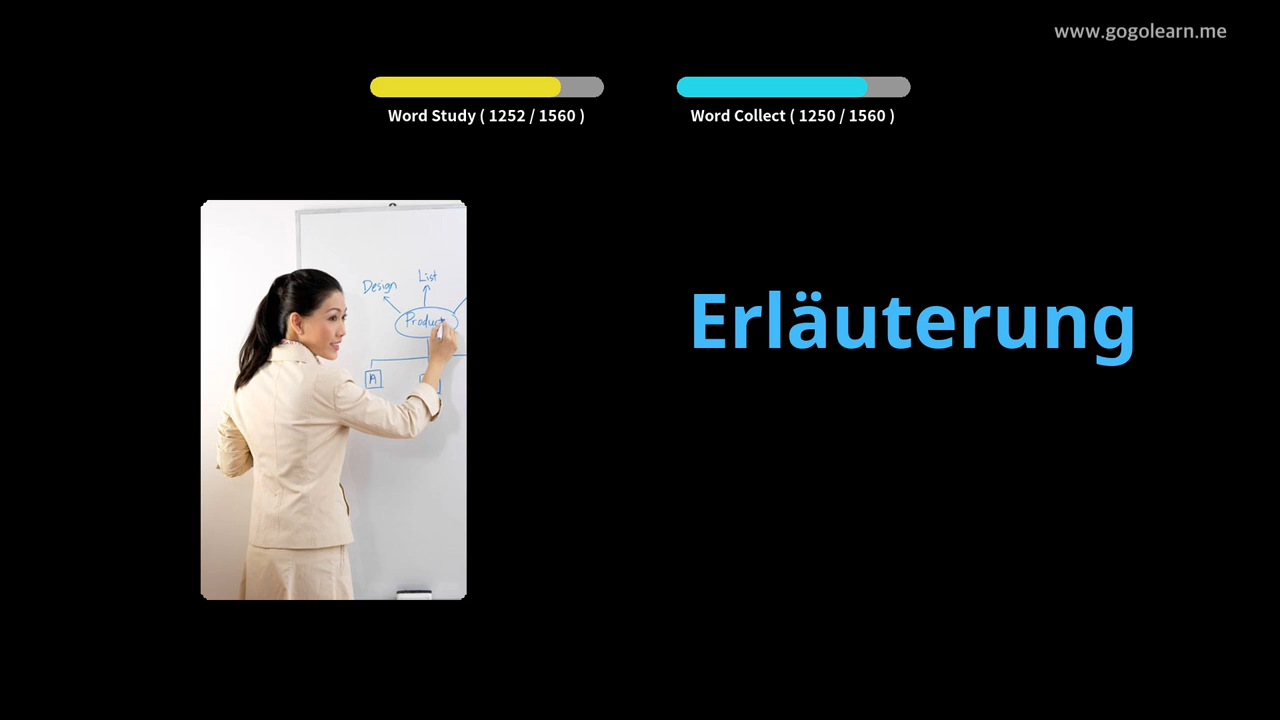 www.gogolearn.me
Word Study ( 1252 / 1560 )
Word Collect ( 1250 / 1560 )
Erläuterung
List
Design
Product
A